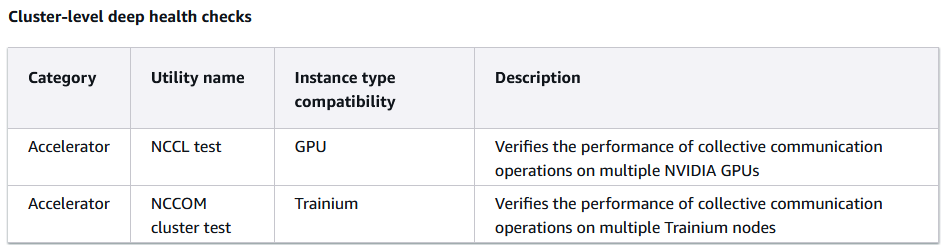 Cluster-level deep health checks
Category
Utility name
Instance type
compatibility
Description
Accelerator
NCCL test
GPU
Verifies the performance of collective communication
operations on multiple NVIDIA GPUs
Accelerator
NCCOM
cluster test
Trainium
Verifies the performance of collective communication
operations on multiple Trainium nodes